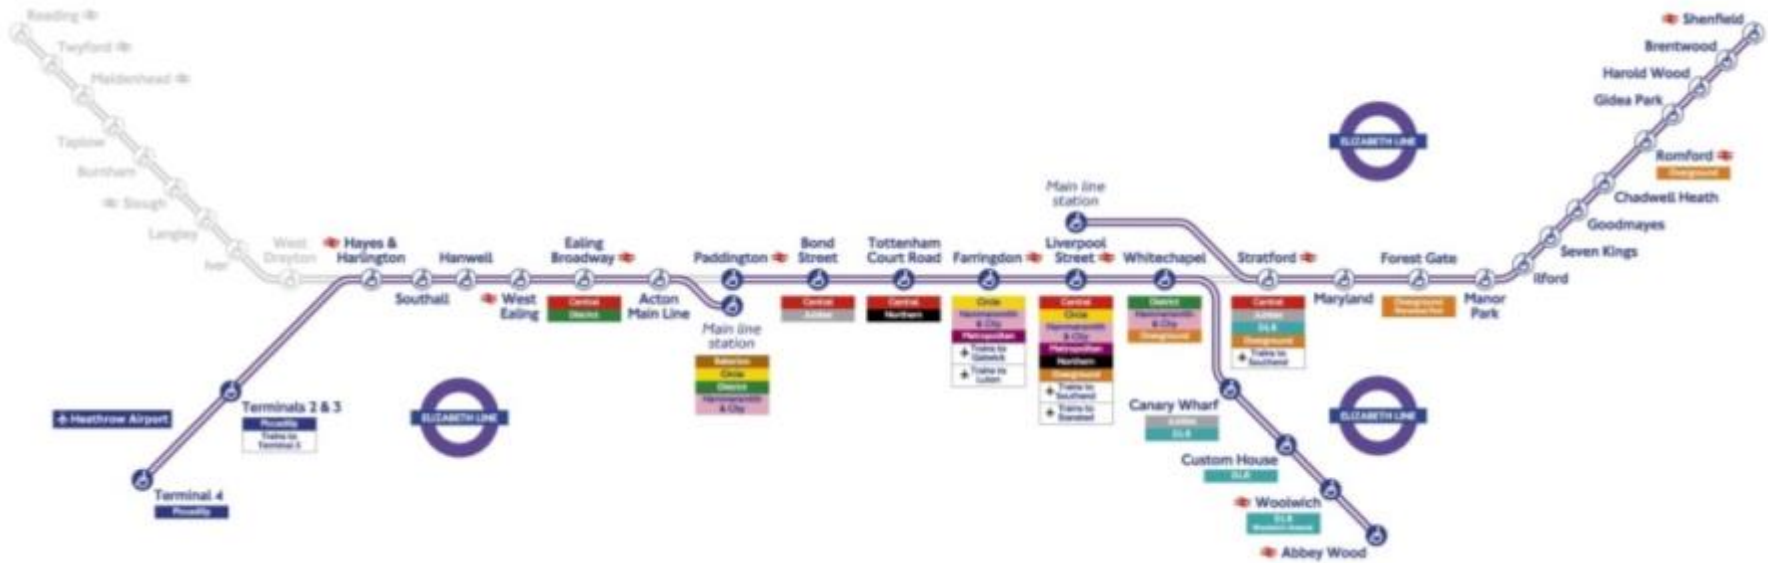 Reading
Twyford
Maidenhead
Taplow
Burnham
Slough
Langley
Iver
West
Drayton
Hayes &
Harlington
Southall
Hanwell
West
Ealing
Ealing
Broadway
Central
District
Acton
Main Line
Heathrow Airport
Terminals 2 & 3
Piccadilly
Trains to
Terminal 5
Terminal 4
Piccadilly
ELIZABETH LINE
Paddington
Main line
station
Bakerloo
Circle
District
Hammersmith
& City
Bond
Street
Central
Jubilee
Tottenham
Court Road
Central
Northern
Farringdon
Circle
Hammersmith
& City
Metropolitan
Trains to
Gatwick
Trains to
Luton
Main line
station
Liverpool
Street
Central
Circle
Hammersmith
& City
Metropolitan
Northern
Overground
Trains to
Southend
Trains to
Stansted
Whitechapel
District
Hammersmith
& City
Overground
Canary Wharf
Jubilee
DLR
Custom House
DLR
Woolwich
DLR
Woolwich Arsenal
Abbey Wood
ELIZABETH LINE
Stratford
Central
Jubilee
DLR
Overground
Trains to
Southend
Maryland
Forest Gate
Overground
Manor
Park
Ilford
Seven Kings
Goodmayes
Chadwell Heath
Romford
Overground
Gidea Park
Harold Wood
Brentwood
Shenfield
ELIZABETH LINE